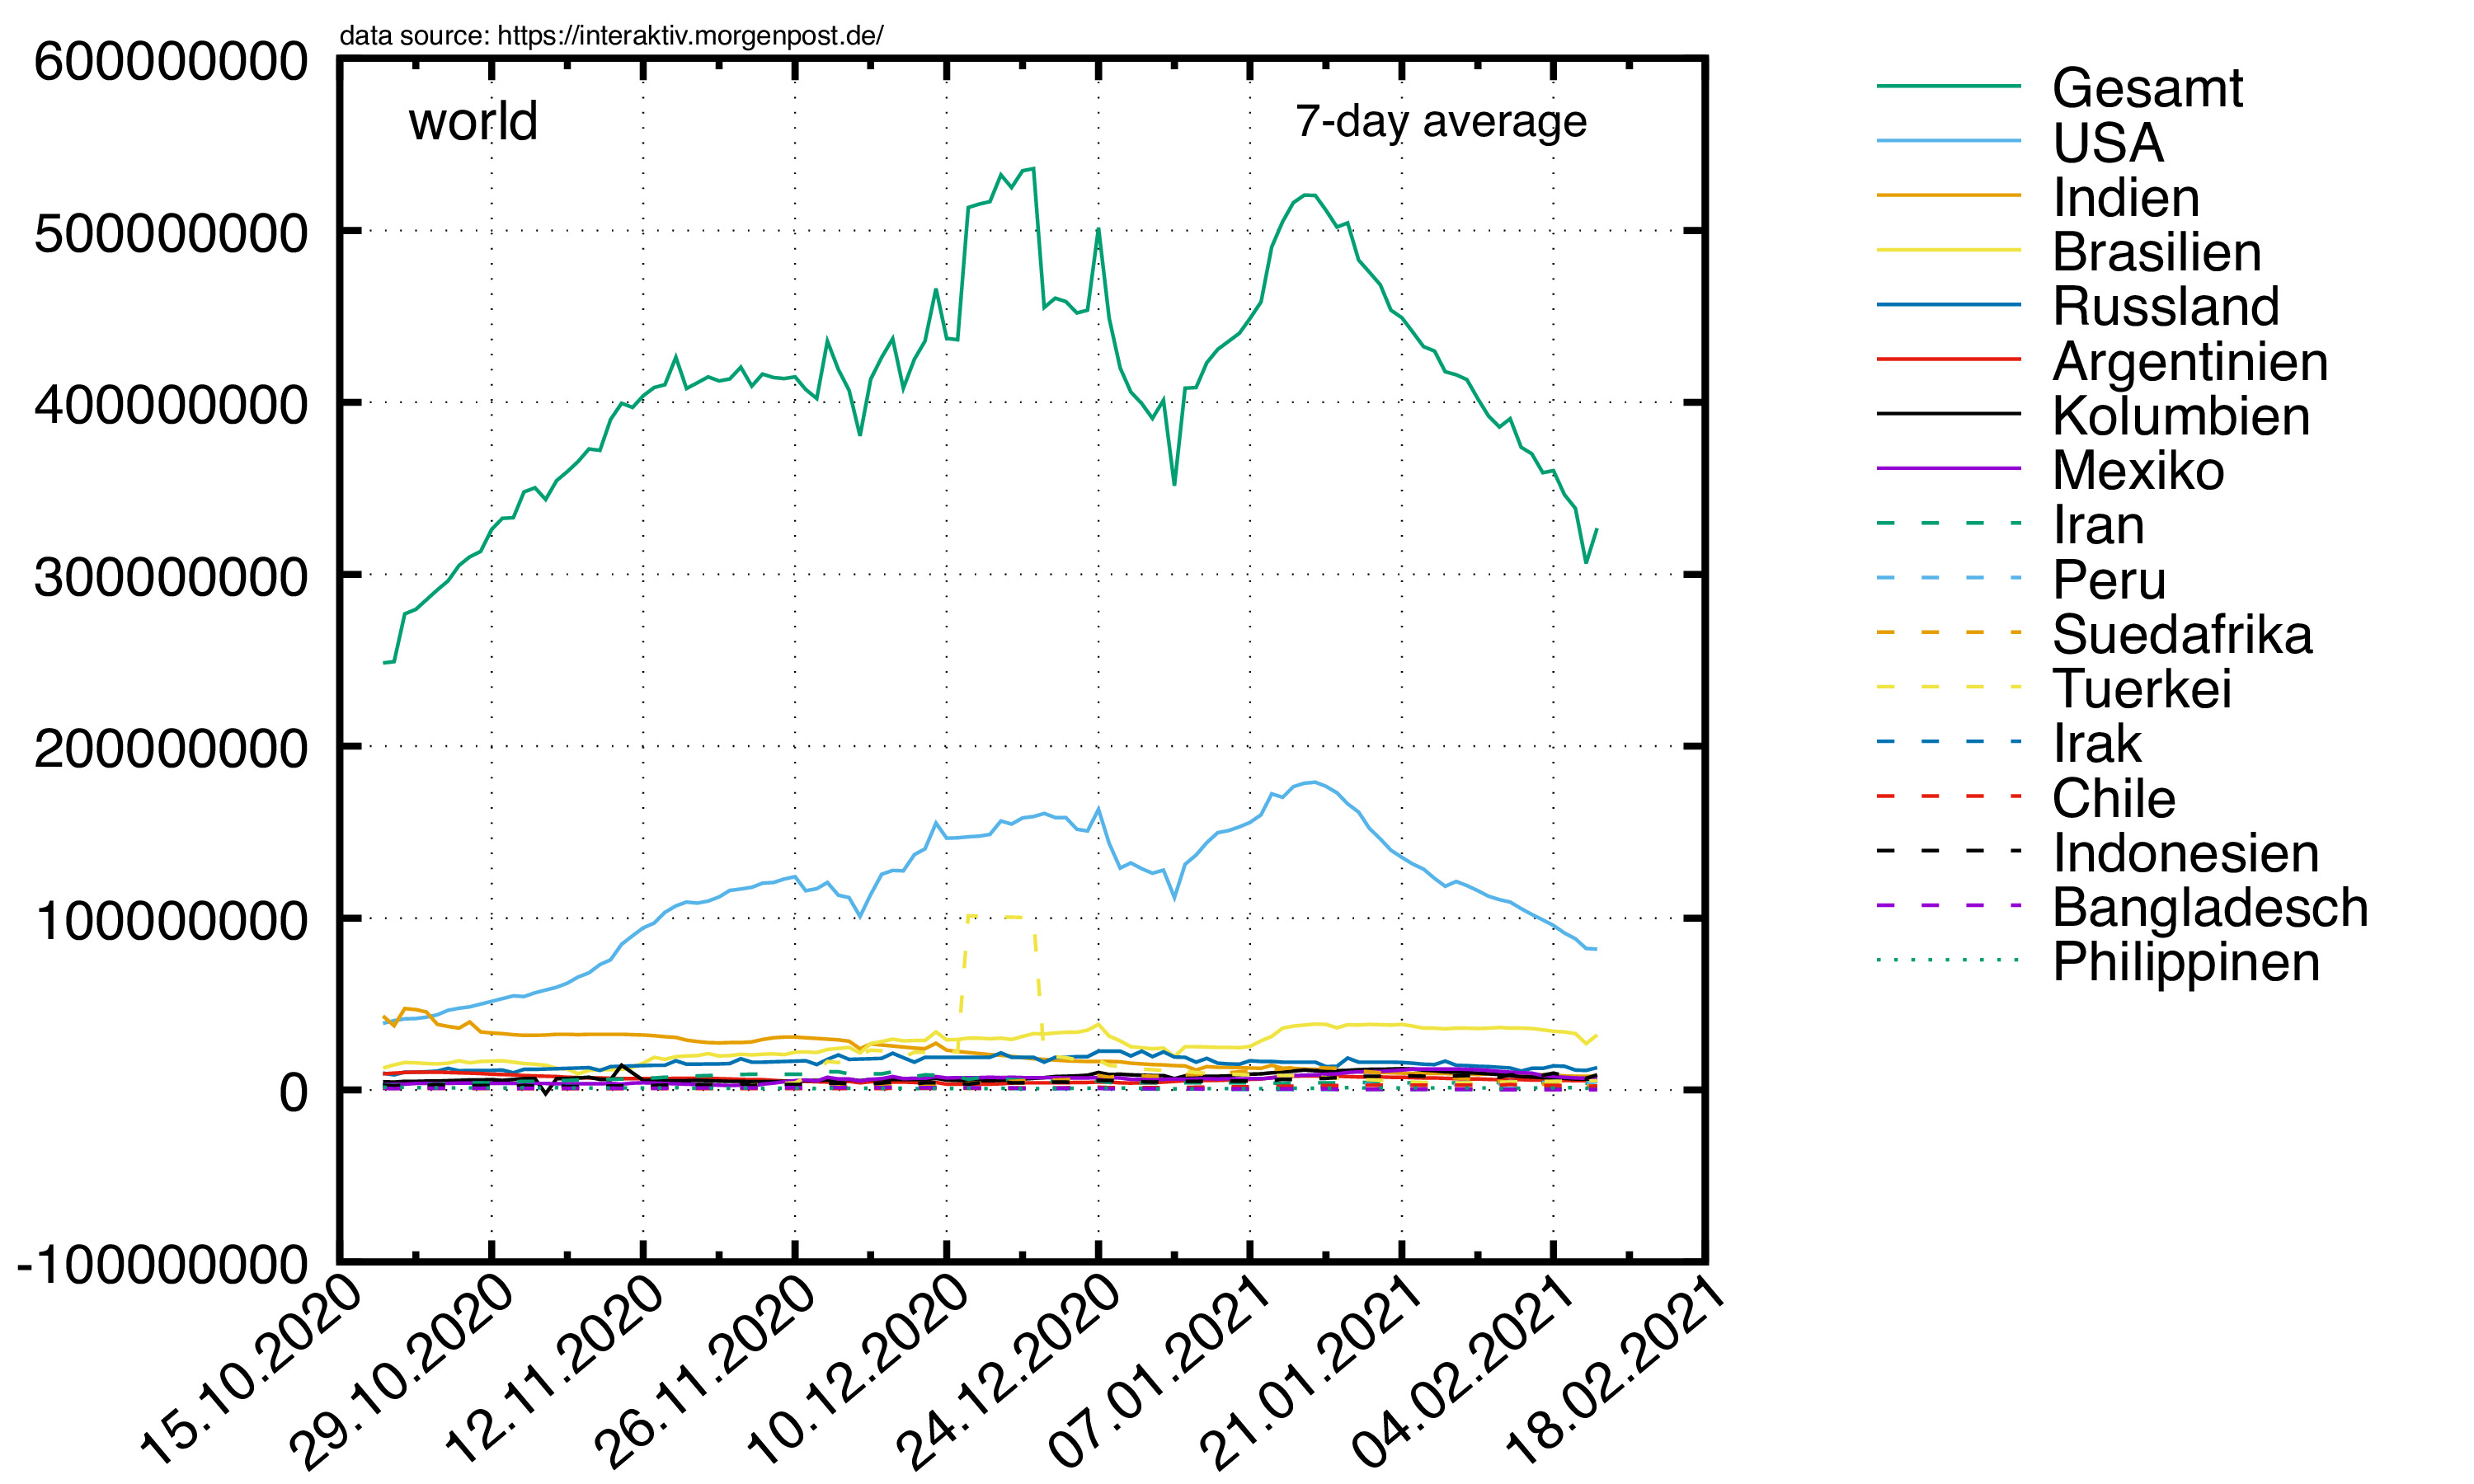 data source: https://interaktiv.morgenpost.de/
world
7-day average
600000000
500000000
400000000
300000000
200000000
100000000
0
-100000000
15.10.2020
29.10.2020
12.11.2020
26.11.2020
10.12.2020
24.12.2020
07.01.2021
21.01.2021
04.02.2021
18.02.2021
Gesamt
USA
Indien
Brasilien
Russland
Argentinien
Kolumbien
Mexiko
Iran
Peru
Suedafrika
Tuerkei
Irak
Chile
Indonesien
Bangladesch
Philippinen